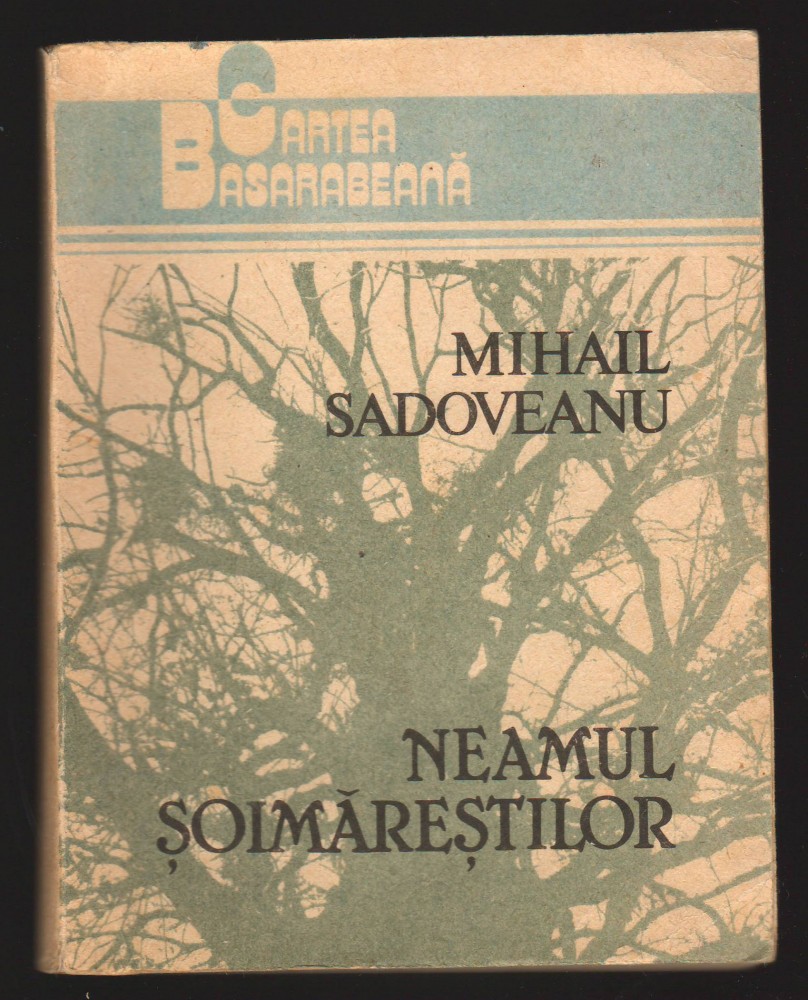 CARTEA
BASARABEANĂ
MIHAIL
SADOVEANU
NEAMUL
ȘOIMĂREȘTILOR